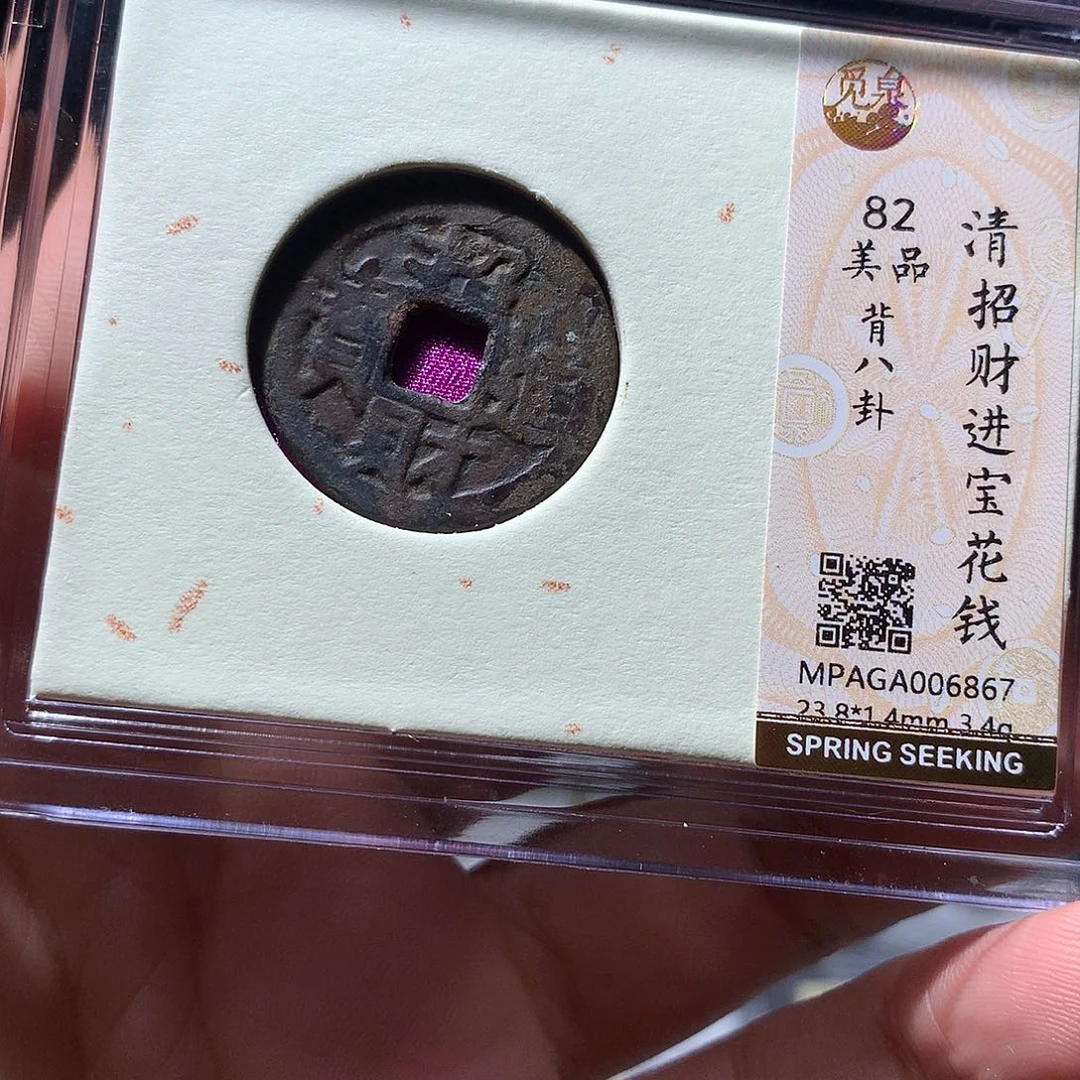 觅泉
清招财进宝花钱
82
美品
背八卦
MPAGA006867
23.8*1.4mm 3.4g
SPRING SEEKING